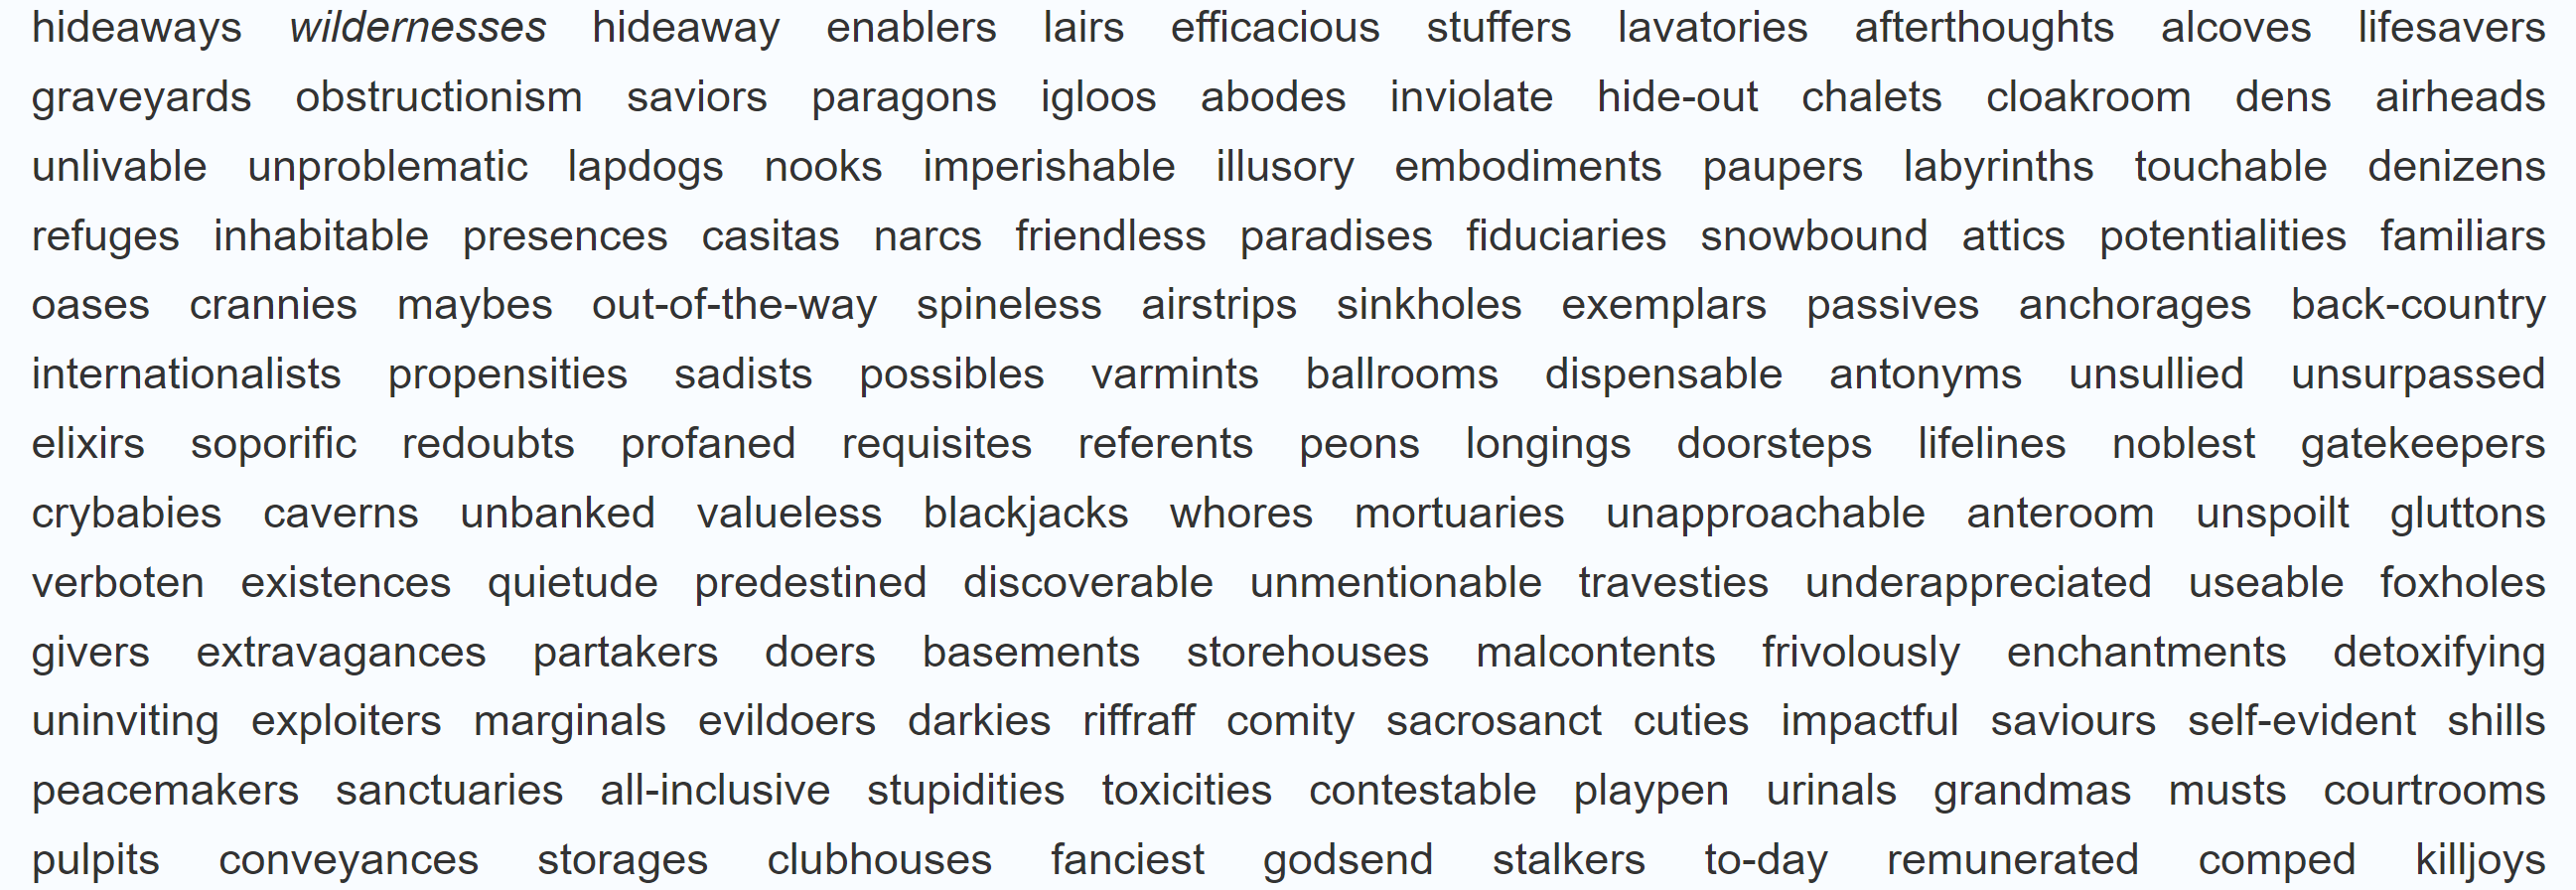 hideaways wildernesses hideaway enablers lairs efficacious stuffers lavatories afterthoughts alcoves lifesavers
graveyards obstructionism saviors paragons igloos abodes inviolate hide-out chalets cloakroom dens airheads
unlivable unproblematic lapdogs nooks imperishable illusory embodiments paupers labyrinths touchable denizens
refuges inhabitable presences casitas narcs friendless paradises fiduciaries snowbound attics potentialities familiars
oases crannies maybes out-of-the-way spineless airstrips sinkholes exemplars passives anchorages back-country
internationalists propensities sadists possibles varmints ballrooms dispensable antonyms unsullied unsurpassed
elixirs soporific redoubts profaned requisites referents peons longings doorsteps lifelines noblest gatekeepers
crybabies caverns unbanked valueless blackjacks whores mortuaries unapproachable anteroom unspoilt gluttons
verboten existences quietude predestined discoverable unmentionable travesties underappreciated useable foxholes
givers extravagances partakers doers basements storehouses malcontents frivolously enchantments detoxifying
uninviting exploiters marginals evildoers darkies riffraff comity sacrosanct cuties impactful saviours self-evident shills
peacemakers sanctuaries all-inclusive stupidities toxicities contestable playpen urinals grandmas musts courtrooms
pulpits conveyances storages clubhouses fanciest godsend stalkers to-day remunerated comped killjoys